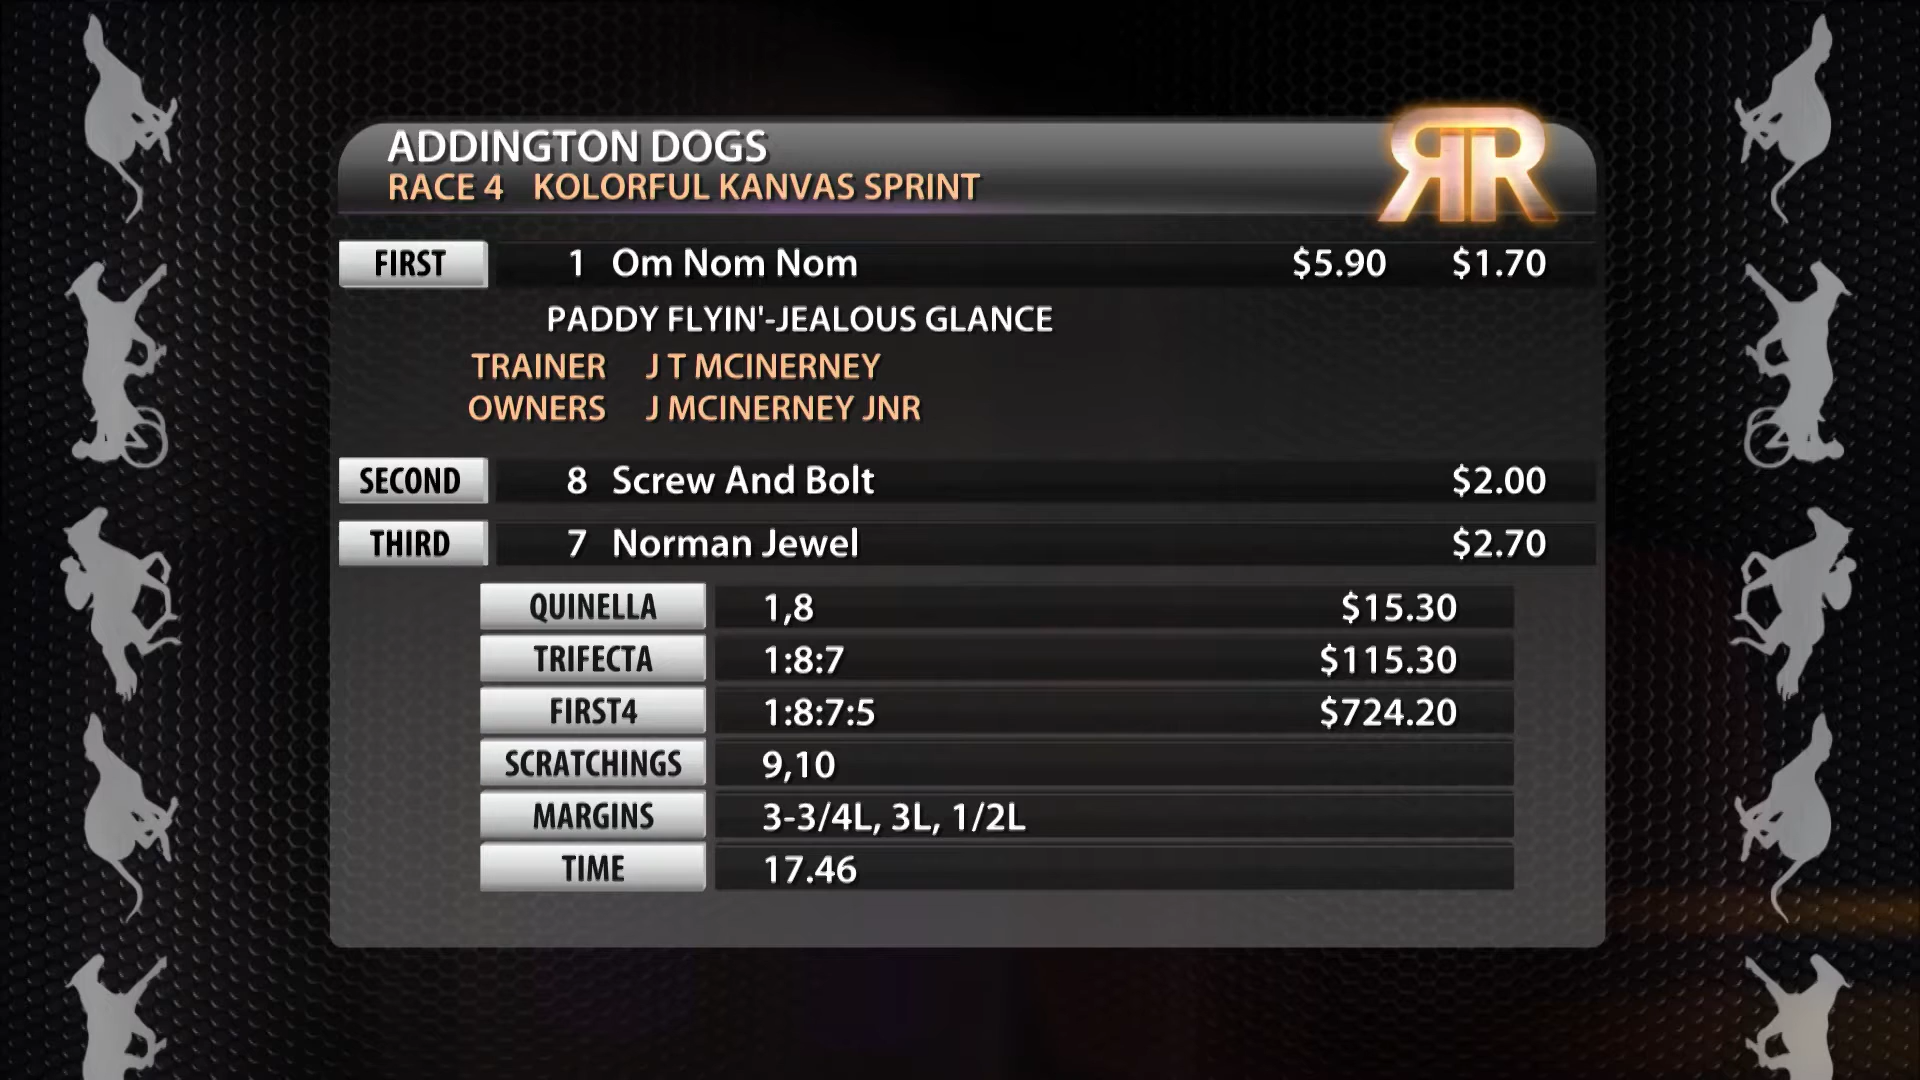 ADDINGTON DOGS
RACE 4 KOLORFUL KANVAS SPRINT
FIRST 1 Om Nom Nom $5.90 $1.70
PADDY FLYIN'-JEALOUS GLANCE
TRAINER J T MCINERNEY
OWNERS J MCINERNEY JNR
SECOND 8 Screw And Bolt $2.00
THIRD 7 Norman Jewel $2.70
QUINELLA 1,8 $15.30
TRIFECTA 1:8:7 $115.30
FIRST4 1:8:7:5 $724.20
SCRATCHINGS 9,10
MARGINS 3-3/4L, 3L, 1/2L
TIME 17.46